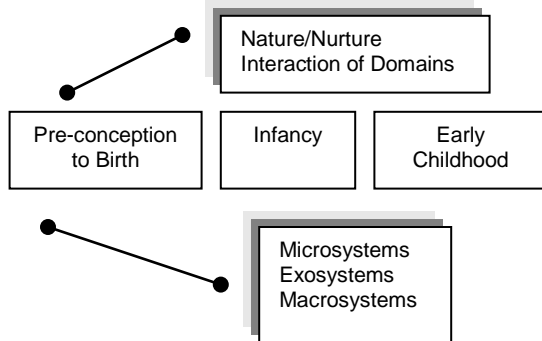 Nature/Nurture
Interaction of Domains
Pre-conception
to Birth
Infancy
Early
Childhood
Microsystems
Exosystems
Macrosystems